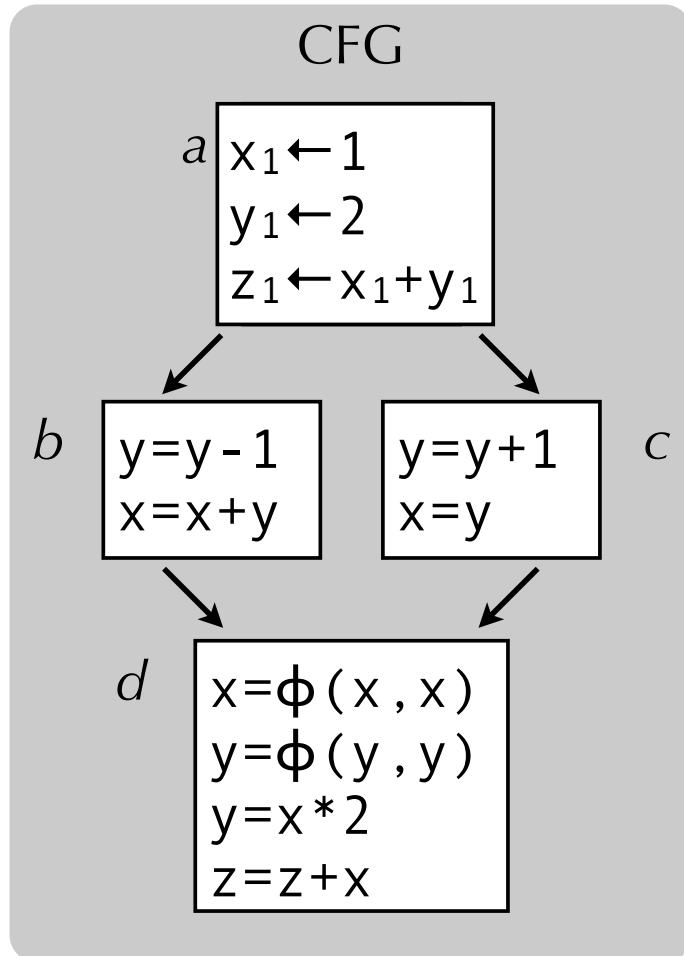 CFG
a
x₁←1
y₁←2
z₁←x₁+y₁
b
y=y-1
x=x+y
y=y+1
x=y
c
d
x=ϕ(x,x)
y=ϕ(y,y)
y=x*2
z=z+x